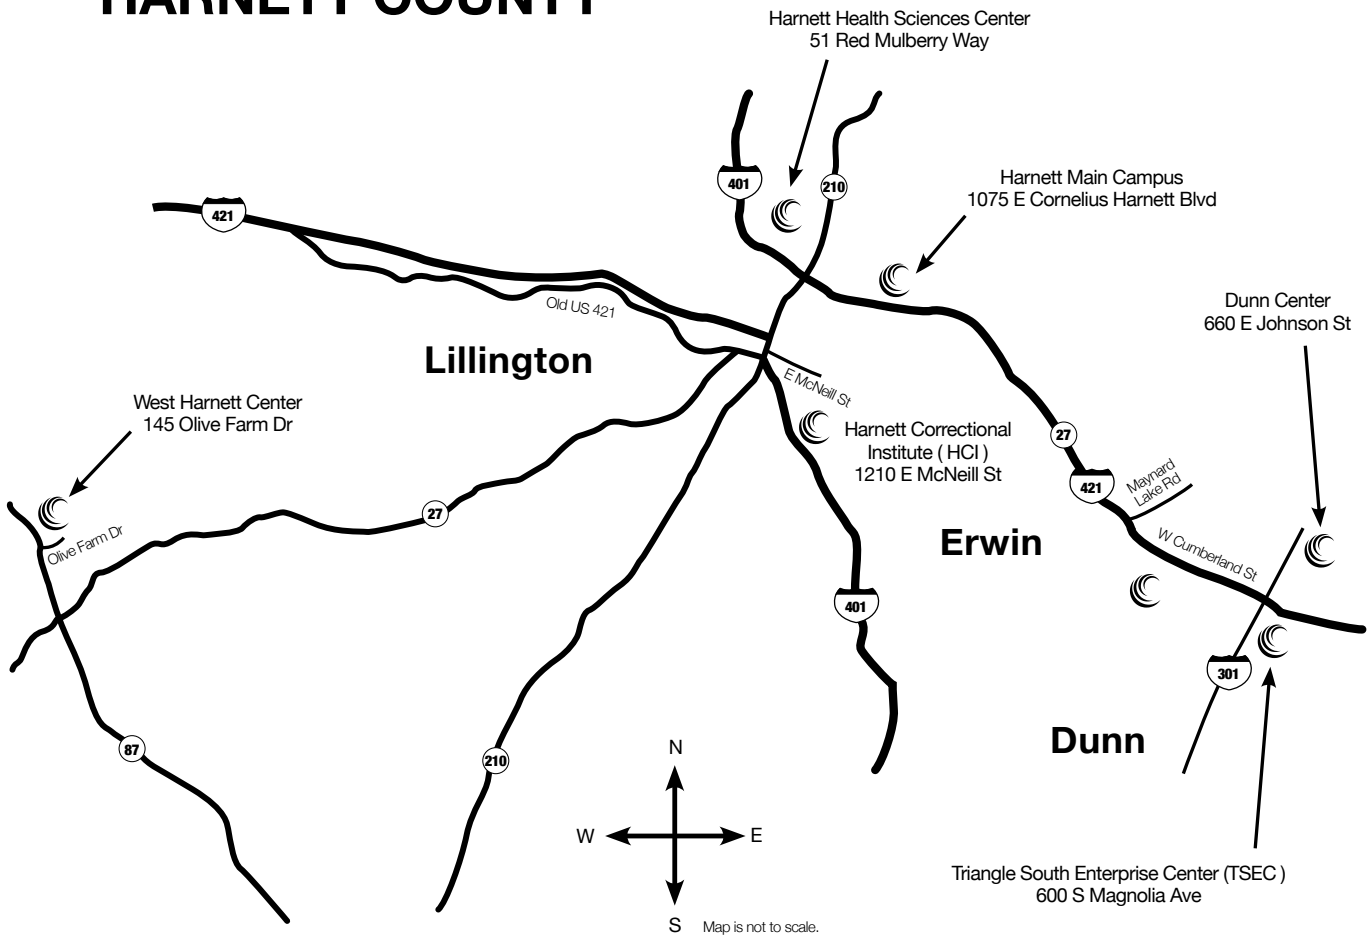 HARNETT COUNTY
Harnett Health Sciences Center
51 Red Mulberry Way
401
210
Harnett Main Campus
1075 E Cornelius Harnett Blvd
421
Old US 421
Dunn Center
660 E Johnson St
Lillington
E McNeill St
West Harnett Center
145 Olive Farm Dr
Harnett Correctional
Institute ( HCI )
1210 E McNeill St
27
421
Maynard
Lake Rd
27
Olive Farm Dr
Erwin
W Cumberland St
401
301
Dunn
87
210
N
W
E
S
Map is not to scale.
Triangle South Enterprise Center (TSEC )
600 S Magnolia Ave